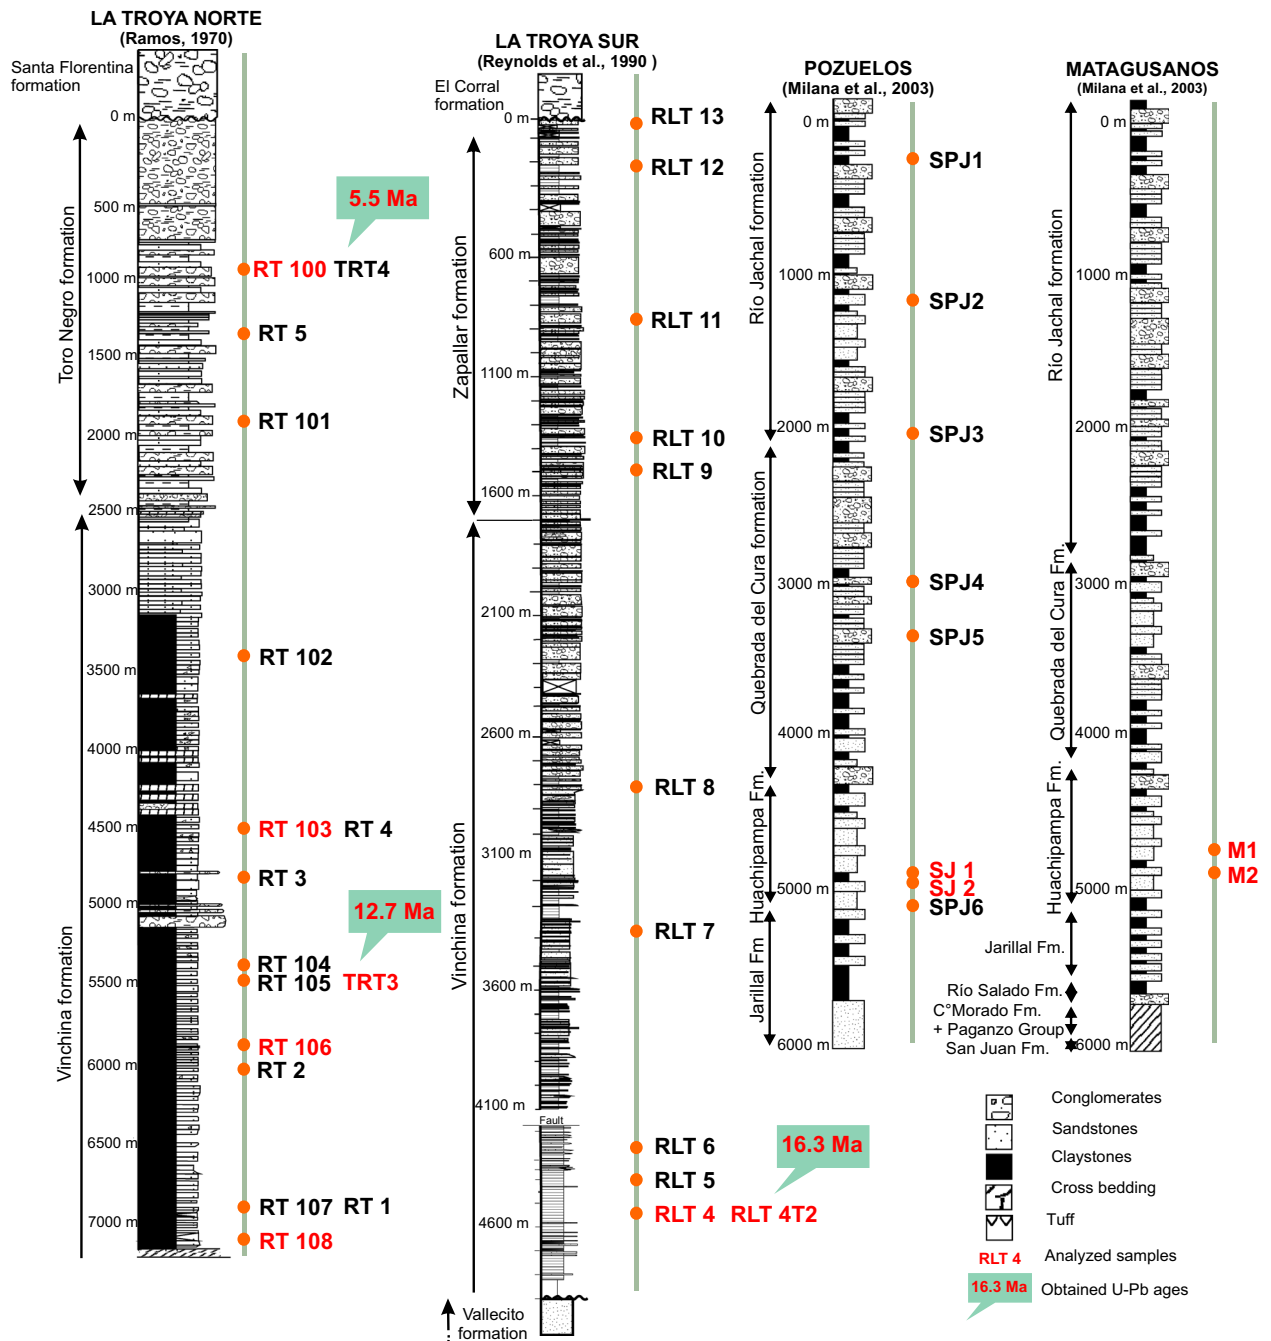 LA TROYA NORTE
(Ramos, 1970)
Santa Florentina
formation
0 m
500 m
1000 m
1500 m
2000 m
2500 m
3000 m
3500 m
4000 m
4500 m
5000 m
5500 m
6000 m
6500 m
7000 m
Toro Negro formation
Vinchina formation
5.5 Ma
RT 100 TRT4
RT 5
RT 101
RT 102
RT 103 RT 4
RT 3
12.7 Ma
RT 104
RT 105 TRT3
RT 106
RT 2
RT 107 RT 1
RT 108
LA TROYA SUR
(Reynolds et al., 1990 )
El Corral
formation
0 m
600 m
1100 m
1600 m
2100 m
2600 m
3100 m
3600 m
4100 m
Fault
4600 m
Zapallar formation
Vinchina formation
Vallecito
formation
RLT 13
RLT 12
RLT 11
RLT 10
RLT 9
RLT 8
RLT 7
RLT 6
RLT 5
16.3 Ma
RLT 4 RLT 4T2
POZUELOS
(Milana et al., 2003)
0 m
1000 m
2000 m
3000 m
4000 m
5000 m
6000 m
Río Jachal formation
Quebrada del Cura formation
Huachipampa Fm.
Jarillal Fm
SPJ1
SPJ2
SPJ3
SPJ4
SPJ5
SJ 1
SJ 2
SPJ6
MATAGUSANOS
(Milana et al., 2003)
0 m
1000 m
2000 m
3000 m
4000 m
5000 m
6000 m
Río Jachal formation
Quebrada del Cura Fm.
Huachipampa Fm.
Jarillal Fm.
Río Salado Fm.
C°Morado Fm.
+ Paganzo Group
San Juan Fm.
M1
M2
Conglomerates
Sandstones
Claystones
Cross bedding
Tuff
RLT 4 Analyzed samples
16.3 Ma Obtained U-Pb ages